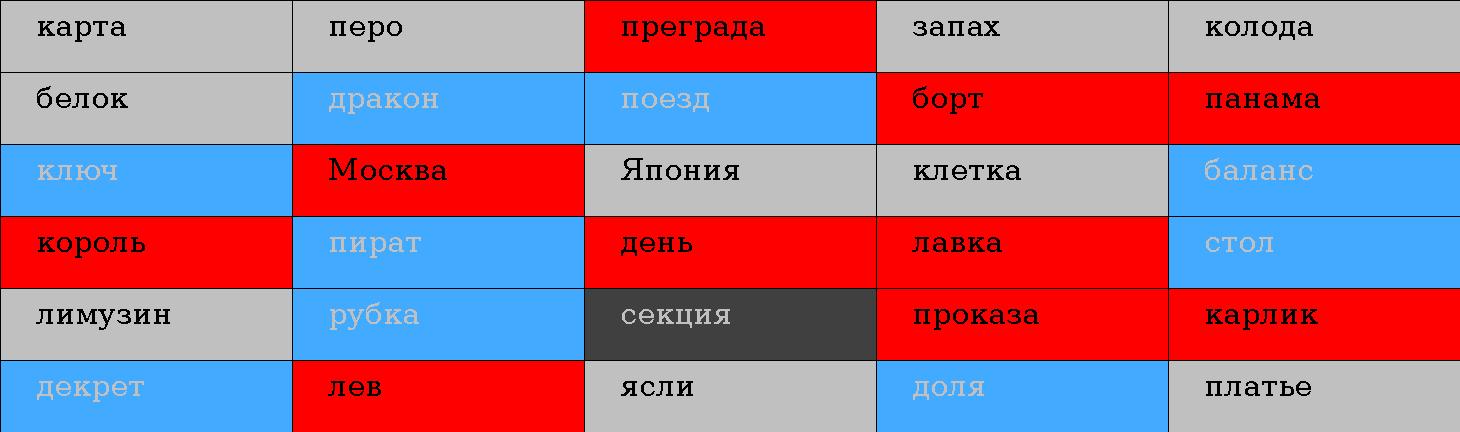 карта перо преграда запах колода
белок дракон поезд борт панама
ключ Москва Япония клетка баланс
король пират день лавка стол
лимузин рубка секция проказа карлик
декрет лев ясли доля платье